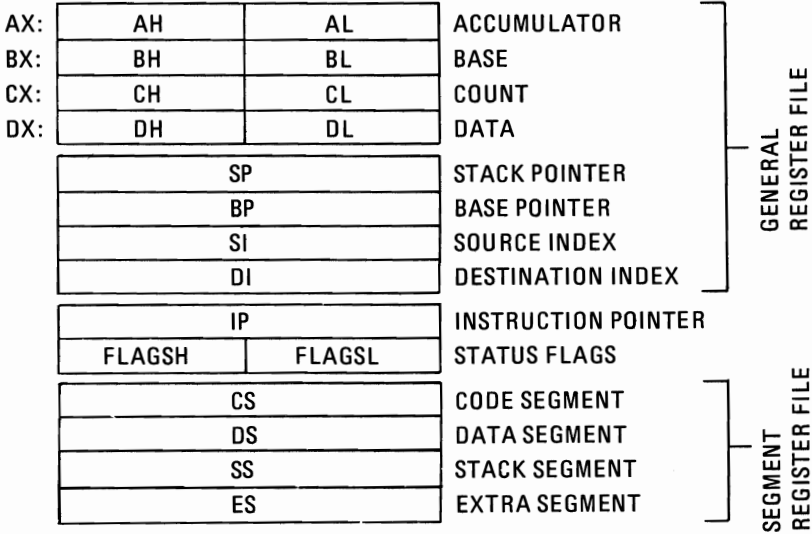 AX: AH AL ACCUMULATOR
BX: BH BL BASE
CX: CH CL COUNT
DX: DH DL DATA
SP STACK POINTER
BP BASE POINTER
SI SOURCE INDEX
DI DESTINATION INDEX
GENERAL
REGISTER FILE
IP INSTRUCTION POINTER
FLAGSH FLAGSL STATUS FLAGS
CS CODE SEGMENT
DS DATA SEGMENT
SS STACK SEGMENT
ES EXTRA SEGMENT
SEGMENT
REGISTER FILE